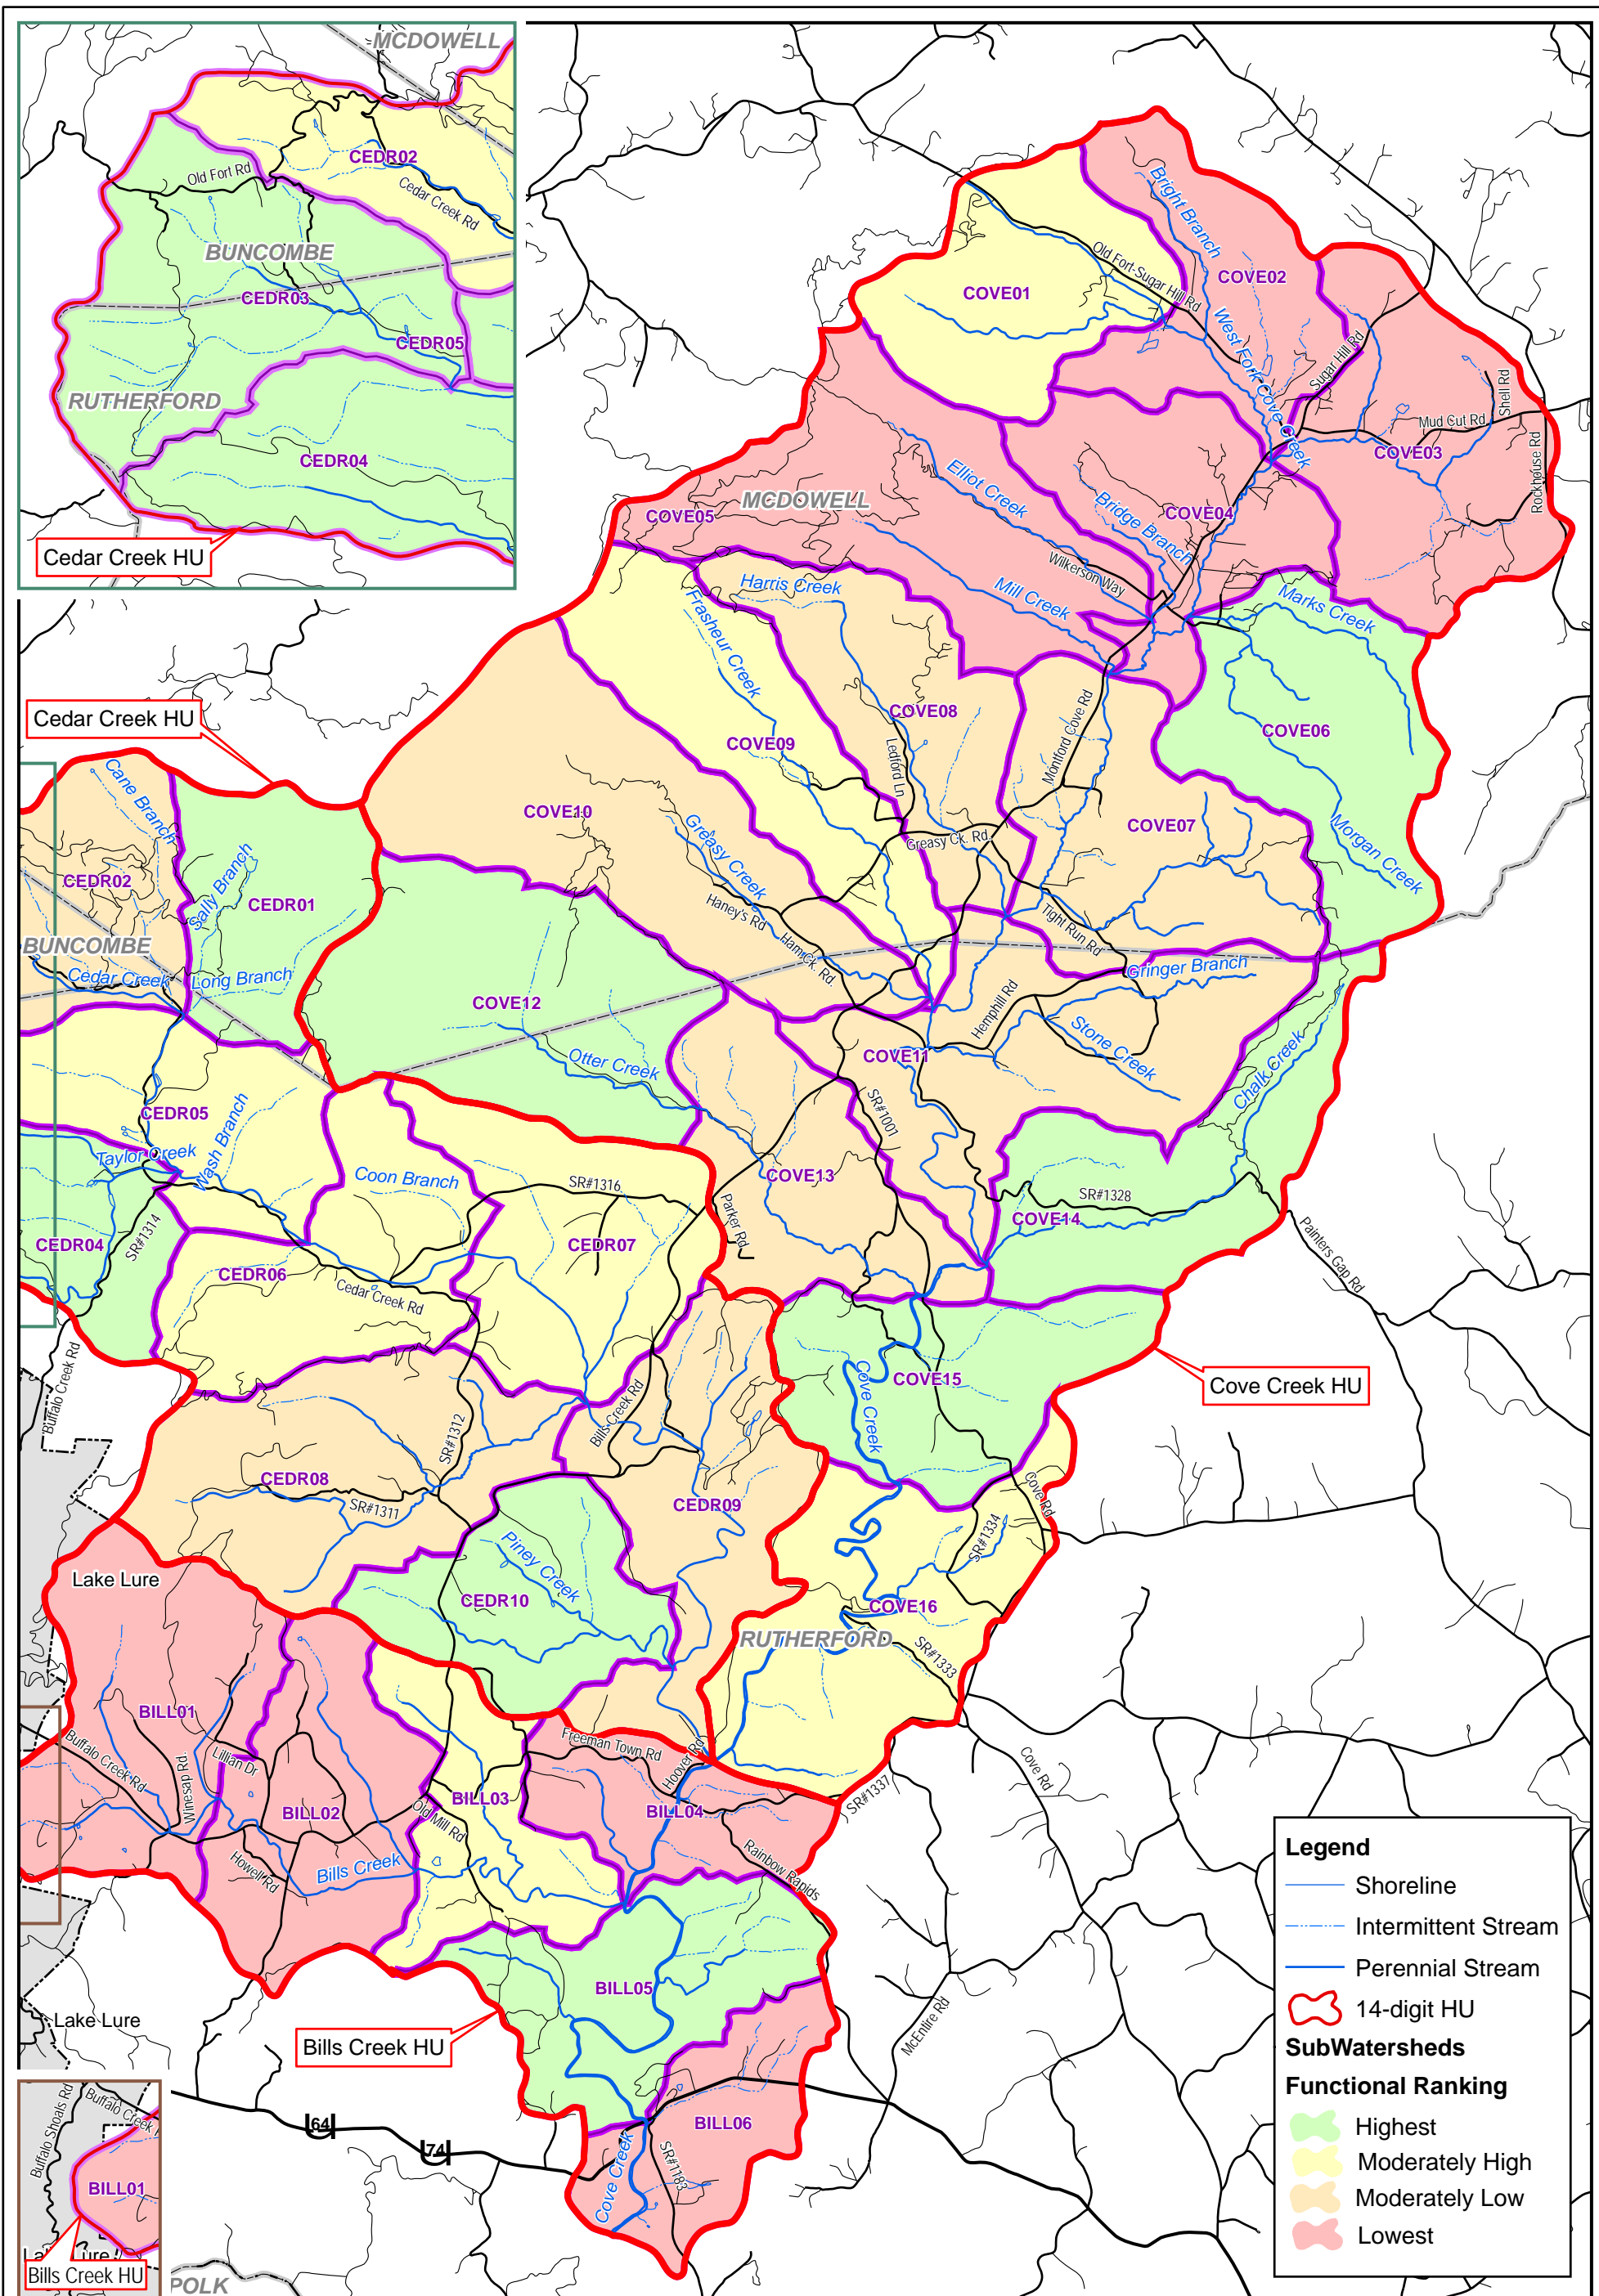 MCDOWELL
CEDR02
Old Fort Rd
Cedar Creek Rd
BUNCOMBE
CEDR03
CEDR05
RUTHERFORD
CEDR04
Cedar Creek HU
Bright Branch
COVE02
COVE01
Old Fort-Sugar Hill Rd
West Fork Cove Creek
Sugar Hill Rd
Shell Rd
Mud Cut Rd
COVE03
Rockhouse Rd
MCDOWELL
COVE05
Elliot Creek
Bridge Branch
COVE04
Wilkerson Way
Mill Creek
Harris Creek
Frasheur Creek
Marks Creek
COVE08
COVE09
COVE06
Ledford Ln
Montford Cove Rd
Cedar Creek HU
COVE10
Greasy Creek
Greasy Ck. Rd
COVE07
Morgan Creek
Cane Branch
CEDR02
Sally Branch
CEDR01
Haney's Rd
Ham Ck. Rd.
Tight Run Rd
BUNCOMBE
Cedar Creek
Long Branch
Gringer Branch
COVE12
Hemphill Rd
Otter Creek
COVE11
Stone Creek
Chalk Creek
SR#1001
CEDR05
Wash Branch
Taylor Creek
Coon Branch
SR#1316
COVE13
SR#1328
COVE14
Parker Rd
Painters Gap Rd
CEDR04
SR#1314
CEDR07
CEDR06
Cedar Creek Rd
Buffalo Creek Rd
COVE15
Cove Creek
Cove Creek HU
Bills Creek Rd
SR#1312
CEDR08
SR#1311
CEDR09
Cove Rd
SR#1334
Piney Creek
Lake Lure
CEDR10
COVE16
RUTHERFORD
SR#1333
BILL01
Buffalo Creek Rd
Winesap Rd
Lillian Dr
Freeman Town Rd
Hoover Rd
Cove Rd
BILL02
BILL03
Old Mill Rd
BILL04
SR#1337
Rainbow Rapids
Howell Rd
Bills Creek
BILL05
Lake Lure
Bills Creek HU
McEntire Rd
Buffalo Shoals Rd
Buffalo Creek
BILL01
Bills Creek HU
64
74
BILL06
SR#1183
Cove Creek
POLK
Legend
Shoreline
Intermittent Stream
Perennial Stream
14-digit HU
SubWatersheds
Functional Ranking
Highest
Moderately High
Moderately Low
Lowest